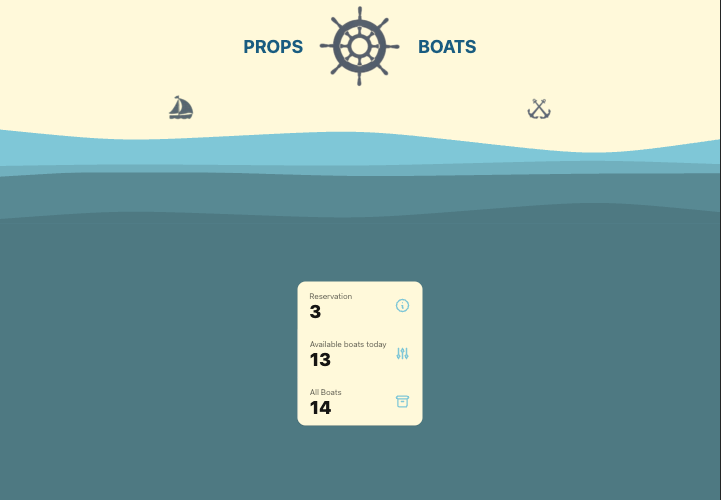 PROPS BOATS
Reservation
3
Available boats today
13
All Boats
14